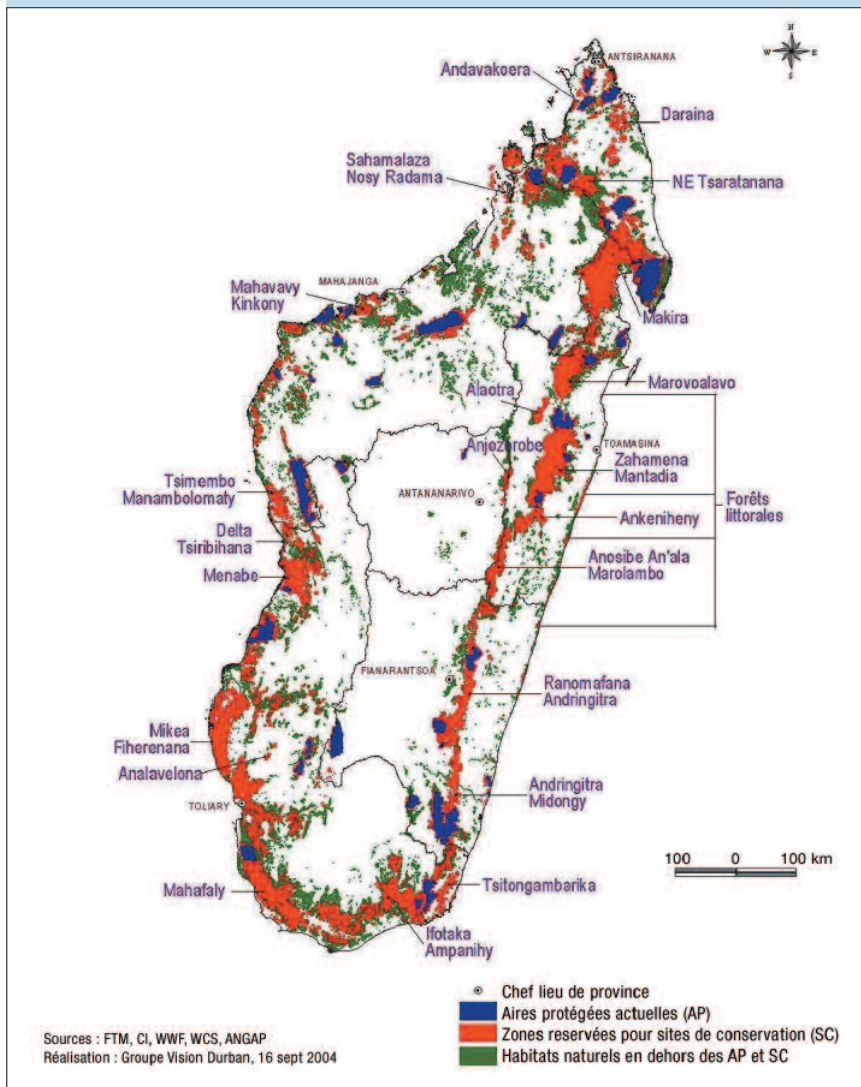 N
W E
S
ANTSIRANANA
Andavakoera
Daraina
Sahamalaza
Nosy Radama
NE Tsaratanana
Mahavavy
Kinkony
MAHAJANGA
Makira
Marovoalavo
Alaotra
Anjozorobe
TOAMASINA
Zahamena
Mantadia
Tsimembo
Manambolomaty
ANTANANARIVO
Forêts
littorales
Ankeniheny
Delta
Tsiribihana
Menabe
Anosibe An'ala
Marolambo
FIANARANTSOA
Ranomafana
Andringitra
Mikea
Fiherenana
Analavelona
Andringitra
Midongy
TOLIARY
100 0 100 km
Mahafaly
Tsitongambarika
Ifotaka
Ampanihy
Chef lieu de province
Aires protégées actuelles (AP)
Zones reservées pour sites de conservation (SC)
Habitats naturels en dehors des AP et SC
Sources : FTM, CI, WWF, WCS, ANGAP
Réalisation : Groupe Vision Durban, 16 sept 2004